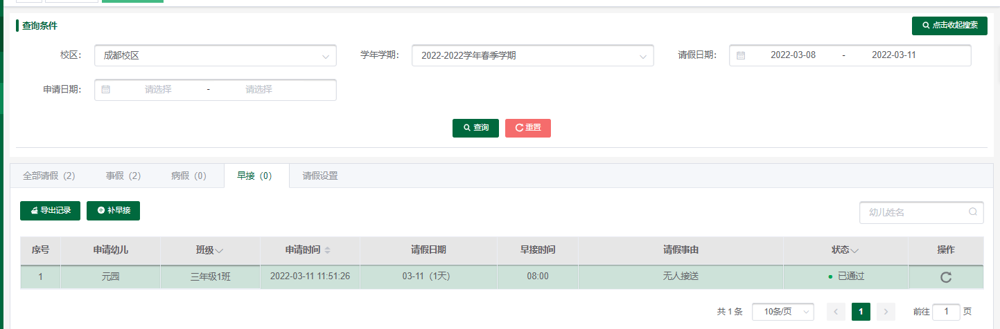 查询条件
点击收起搜索
校区： 成都校区 学年学期： 2022-2022学年春季学期 请假日期： 2022-03-08 - 2022-03-11
申请日期： 请选择 - 请选择
查询 重置
全部请假（2） 事假（2） 病假（0） 早接（0） 请假设置
导出记录 补早接 幼儿姓名
序号 申请幼儿 班级 申请时间 请假日期 早接时间 请假事由 状态 操作
1 元园 三年级1班 2022-03-11 11:51:26 03-11（1天） 08:00 无人接送 已通过
共 1 条 10条/页 1 前往 1 页